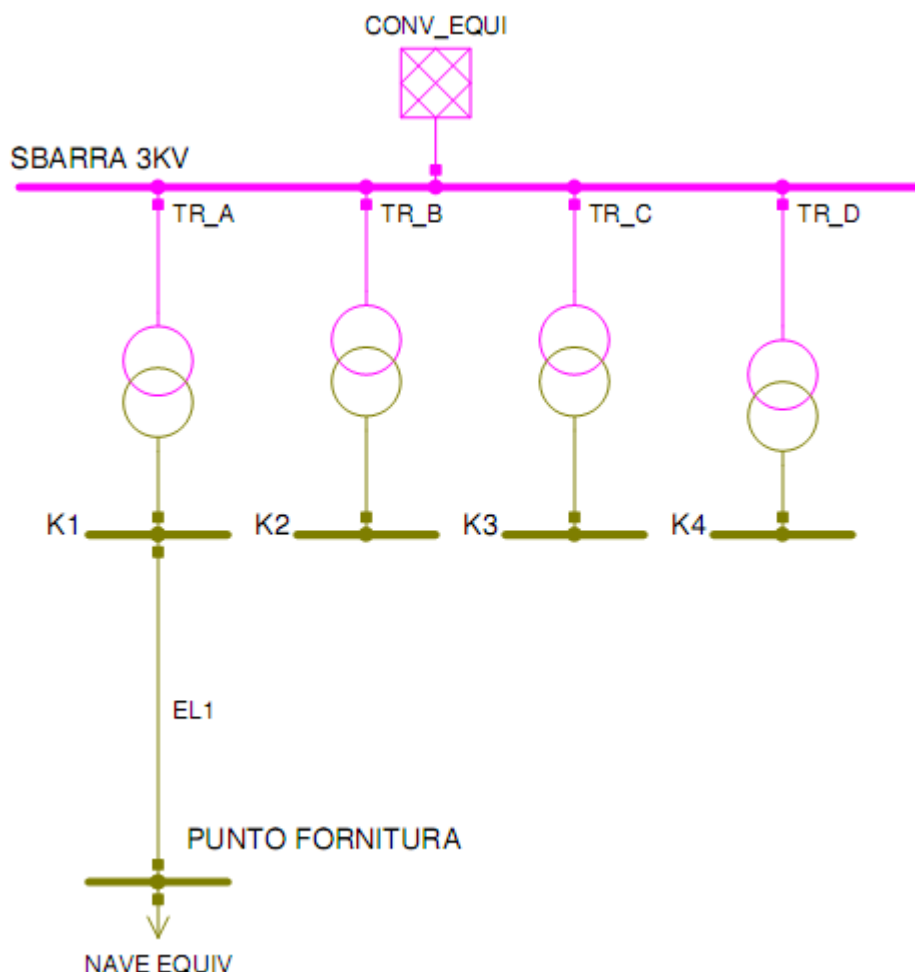 CONV_EQUI
SBARRA 3KV
TR_A
TR_B
TR_C
TR_D
K1
K2
K3
K4
EL1
PUNTO FORNITURA
NAVE EQUIV